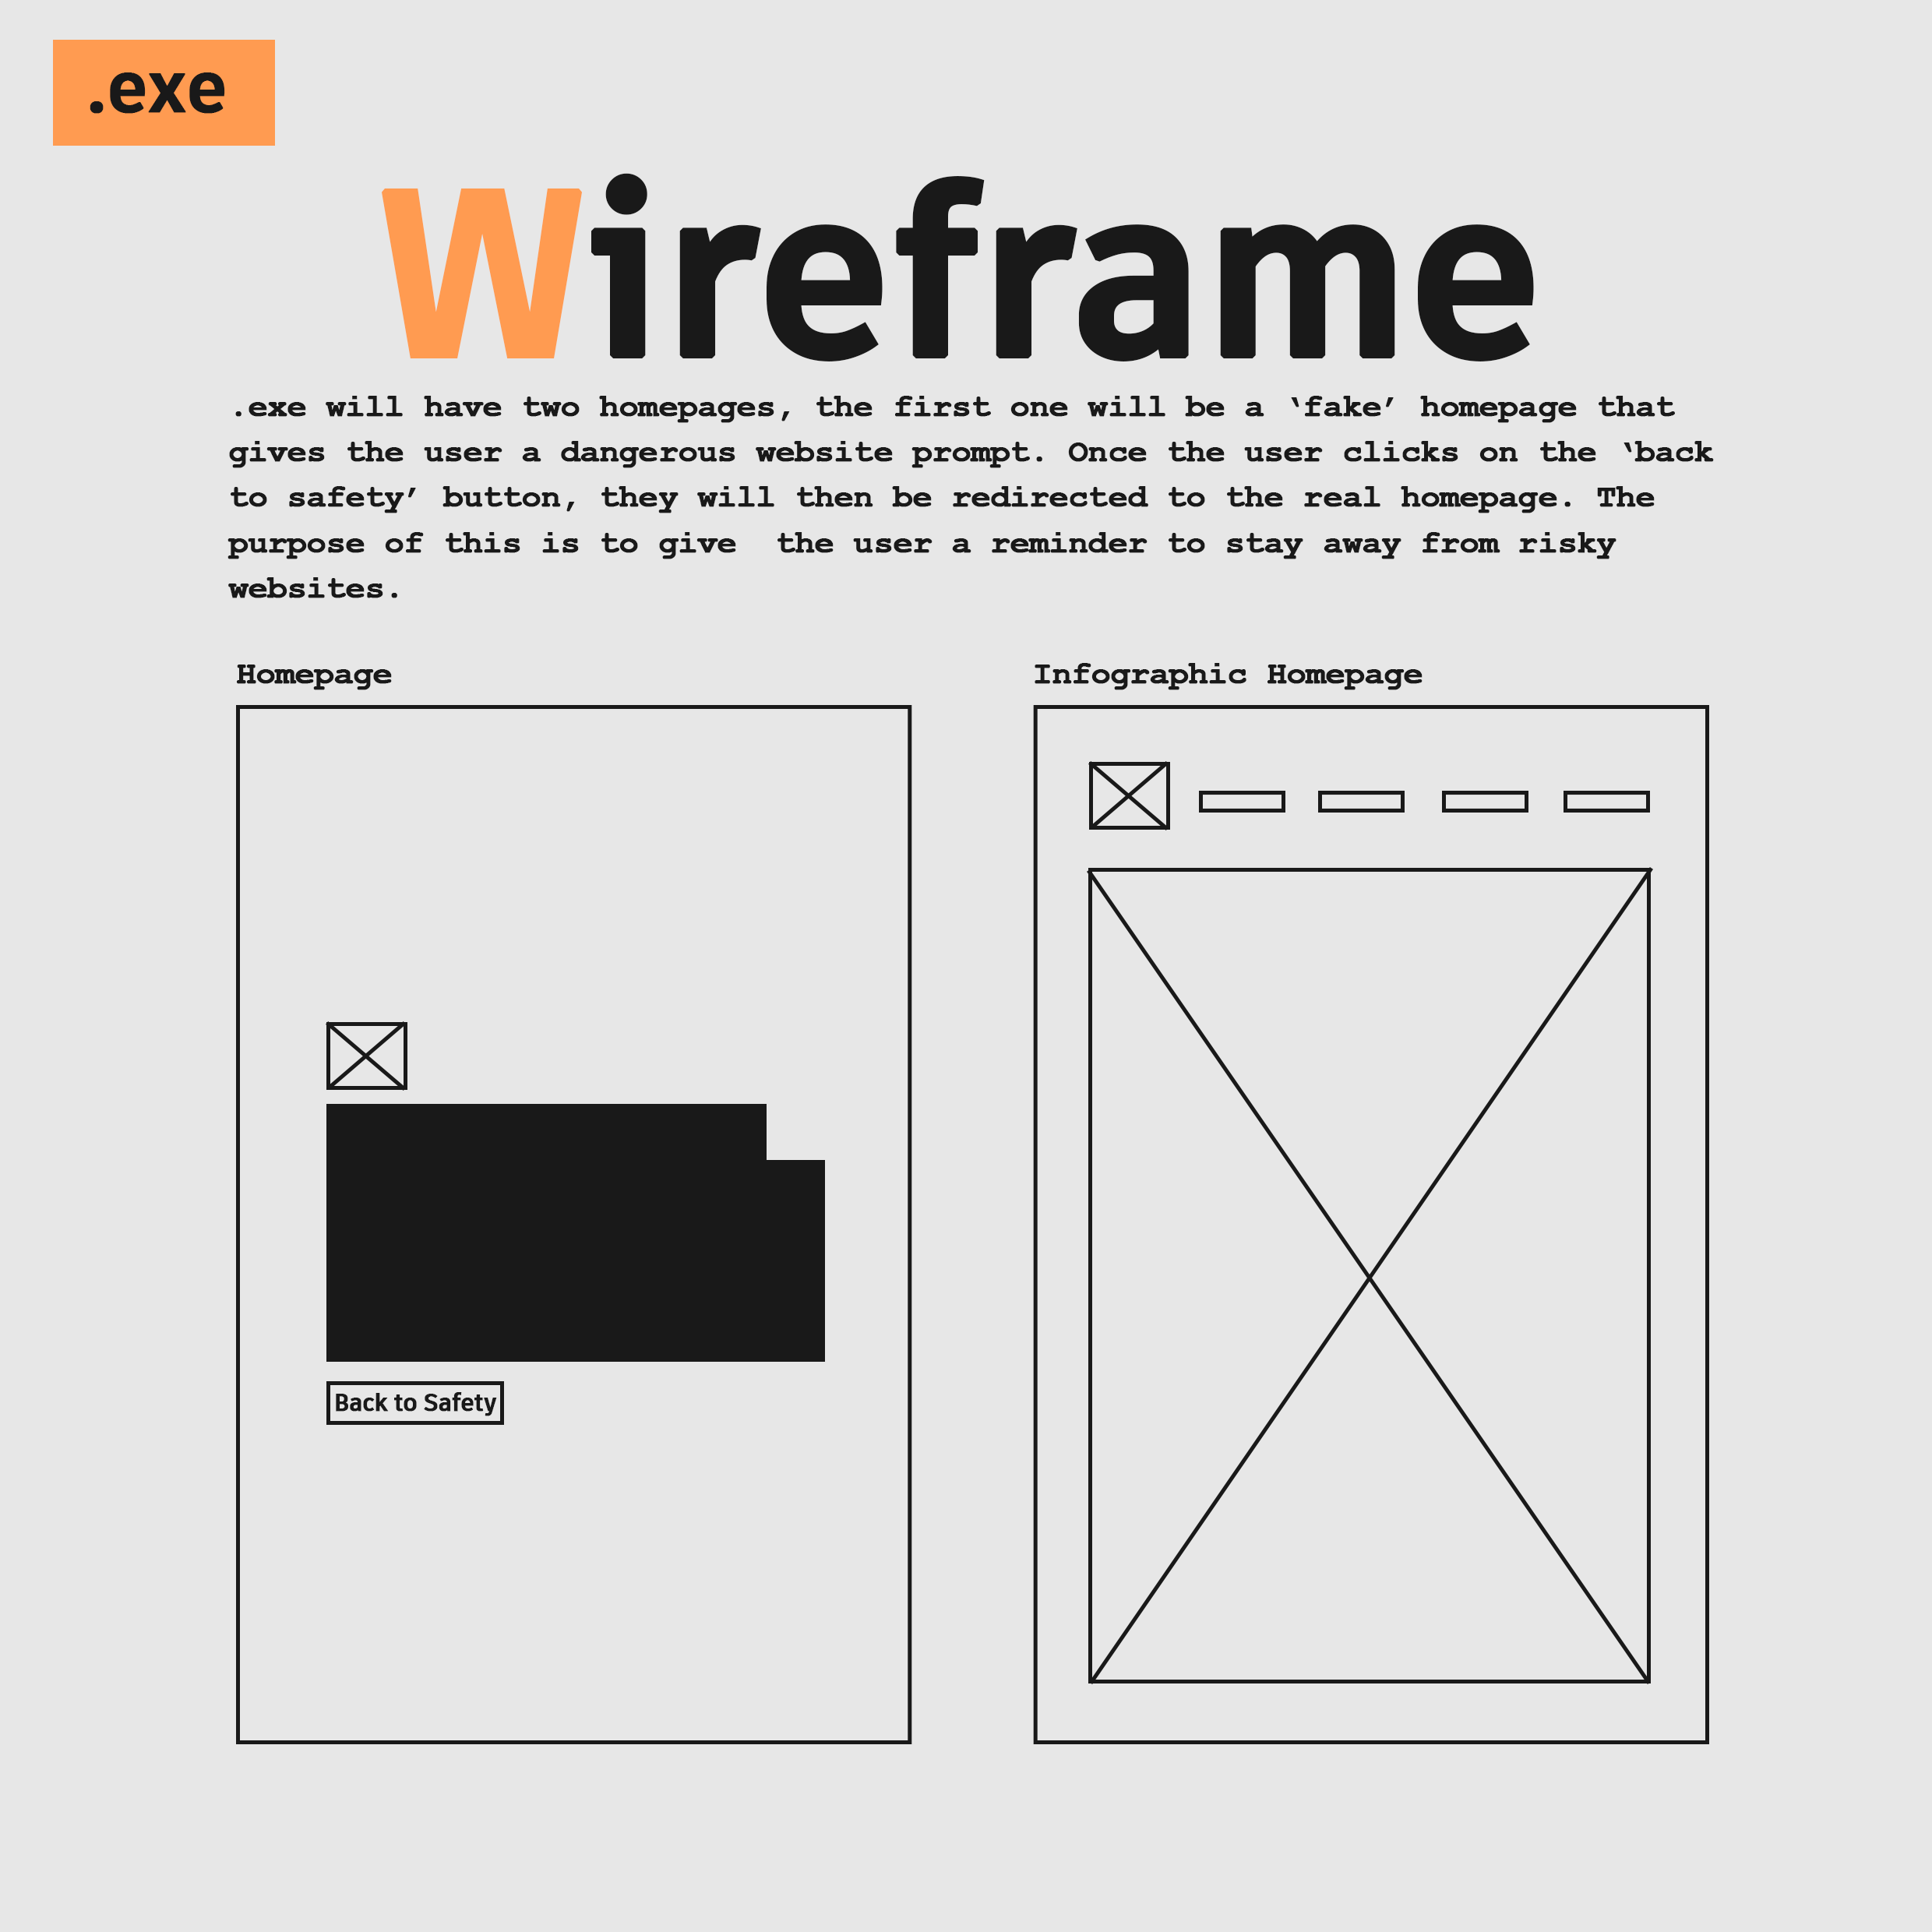 .exe
Wireframe
.exe will have two homepages, the first one will be a ‘fake’ homepage that
gives the user a dangerous website prompt. Once the user clicks on the ‘back
to safety’ button, they will then be redirected to the real homepage. The
purpose of this is to give  the user a reminder to stay away from risky
websites.
Homepage
Infographic Homepage
Back to Safety